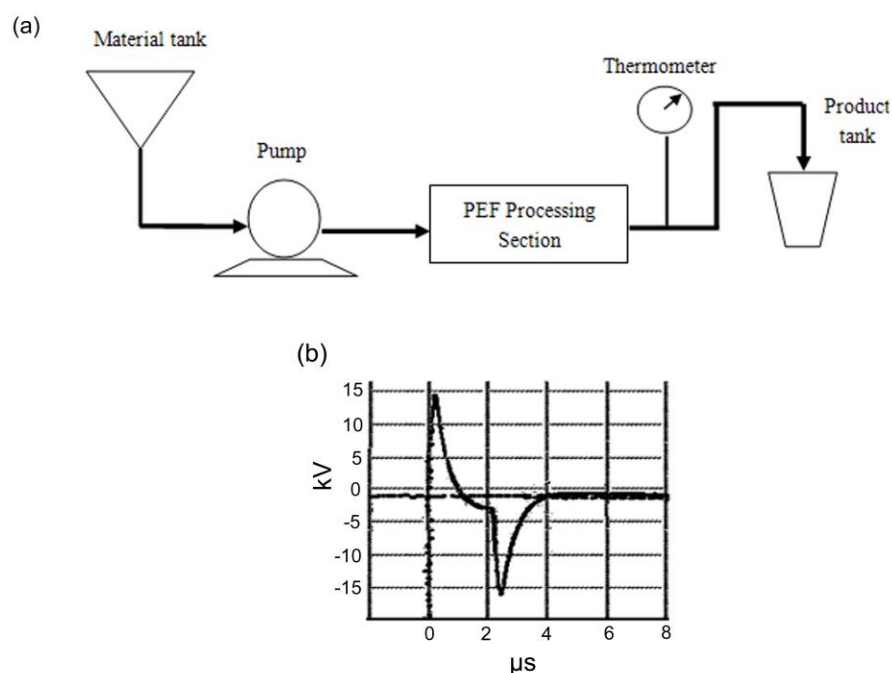 (a)
Material tank
Pump
PEF Processing
Section
Thermometer
Product
tank
(b)
kV
15
10
5
0
-5
-10
-15
0 2 4 6 8
μs